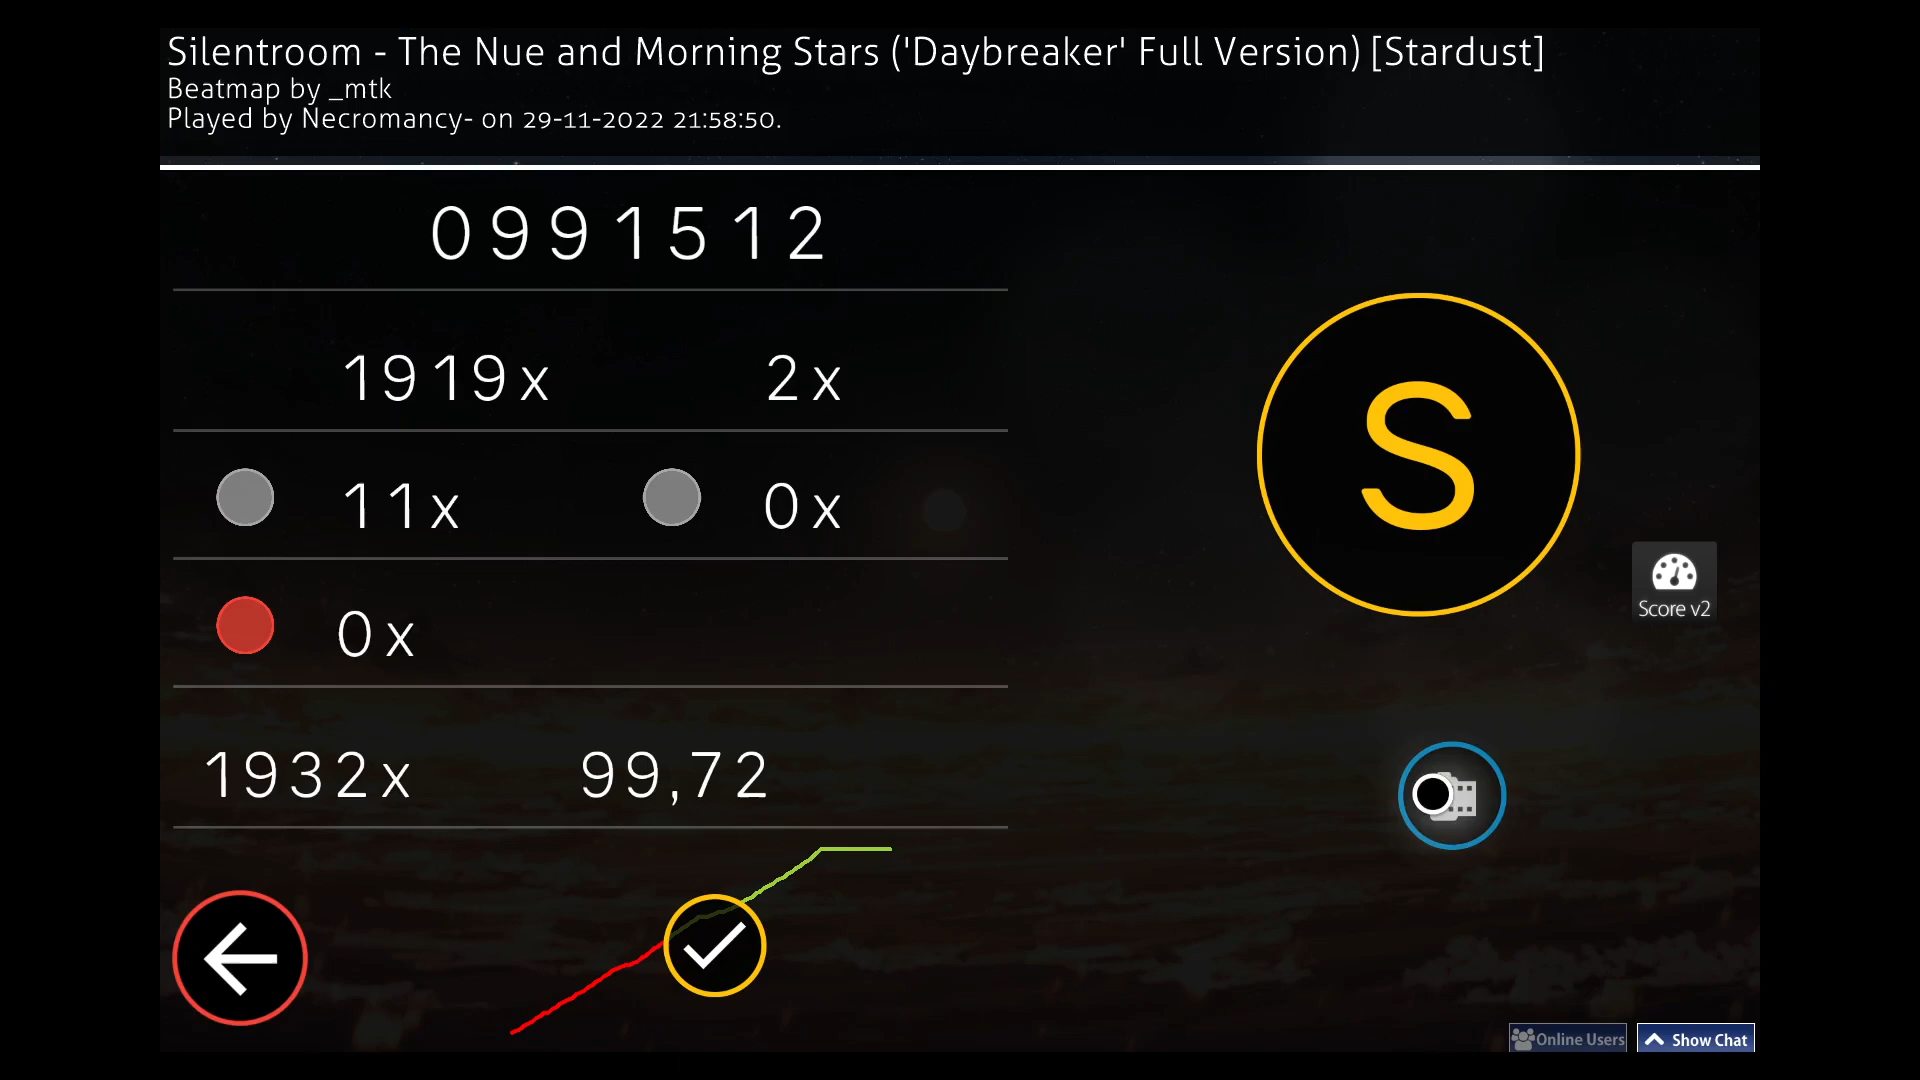 Silentroom - The Nue and Morning Stars ('Daybreaker' Full Version) [Stardust]
Beatmap by _mtk
Played by Necromancy- on 29-11-2022 21:58:50.
0991512
1919x 2x
11x 0x
0x
S
Score v2
1932x 99,72
Online Users
Show Chat